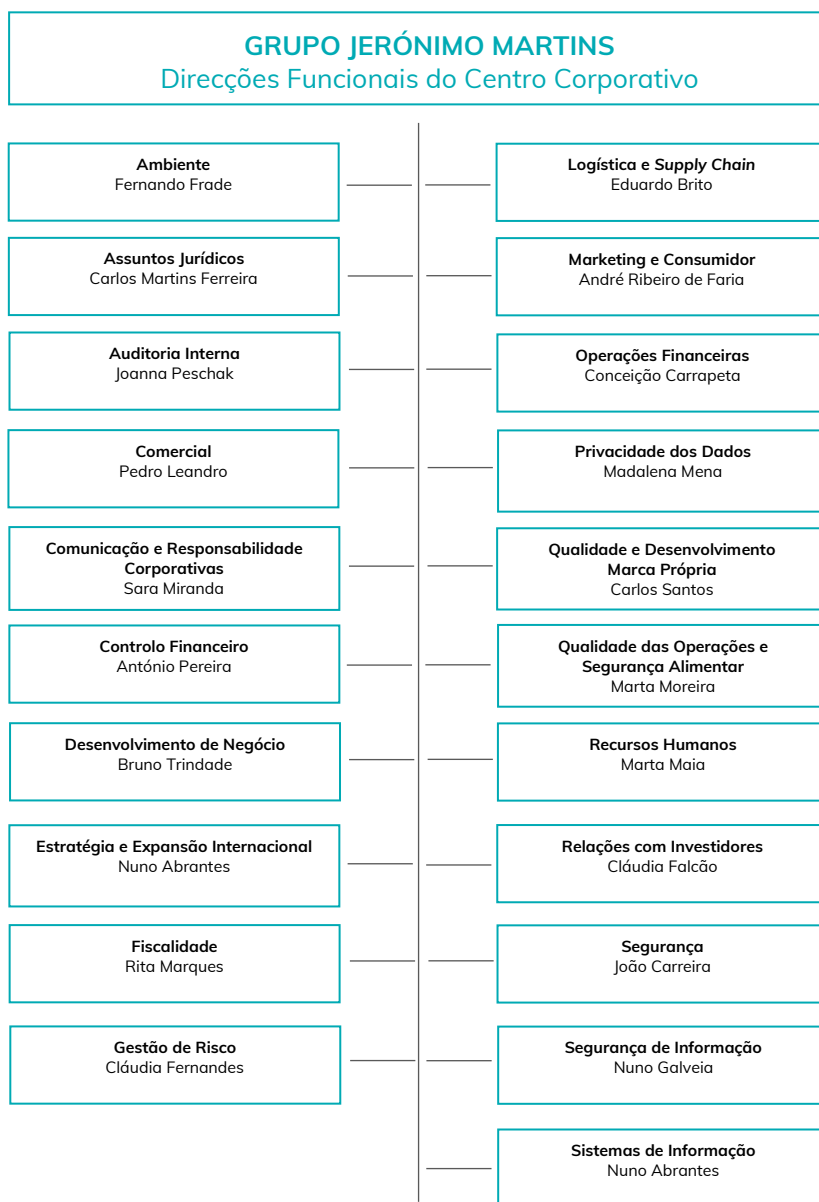 GRUPO JERÓNIMO MARTINS
Direcções Funcionais do Centro Corporativo
Ambiente
Fernando Frade
Assuntos Jurídicos
Carlos Martins Ferreira
Auditoria Interna
Joanna Peschak
Comercial
Pedro Leandro
Comunicação e Responsabilidade
Corporativas
Sara Miranda
Controlo Financeiro
António Pereira
Desenvolvimento de Negócio
Bruno Trindade
Estratégia e Expansão Internacional
Nuno Abrantes
Fiscalidade
Rita Marques
Gestão de Risco
Cláudia Fernandes
Logística e Supply Chain
Eduardo Brito
Marketing e Consumidor
André Ribeiro de Faria
Operações Financeiras
Conceição Carrapeta
Privacidade dos Dados
Madalena Mena
Qualidade e Desenvolvimento
Marca Própria
Carlos Santos
Qualidade das Operações e
Segurança Alimentar
Marta Moreira
Recursos Humanos
Marta Maia
Relações com Investidores
Cláudia Falcão
Segurança
João Carreira
Segurança de Informação
Nuno Galveia
Sistemas de Informação
Nuno Abrantes